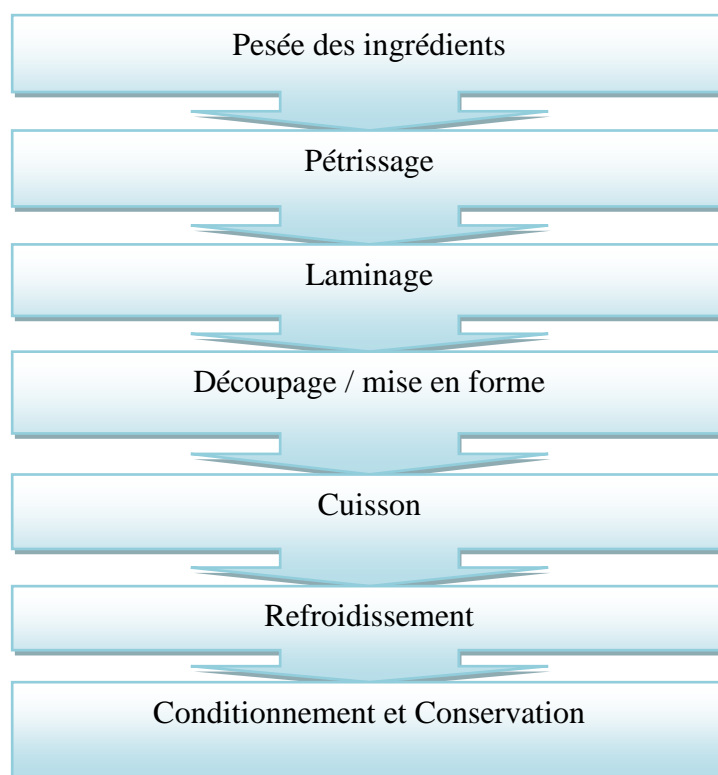 Pesée des ingrédients
Pétrissage
Laminage
Découpage / mise en forme
Cuisson
Refroidissement
Conditionnement et Conservation